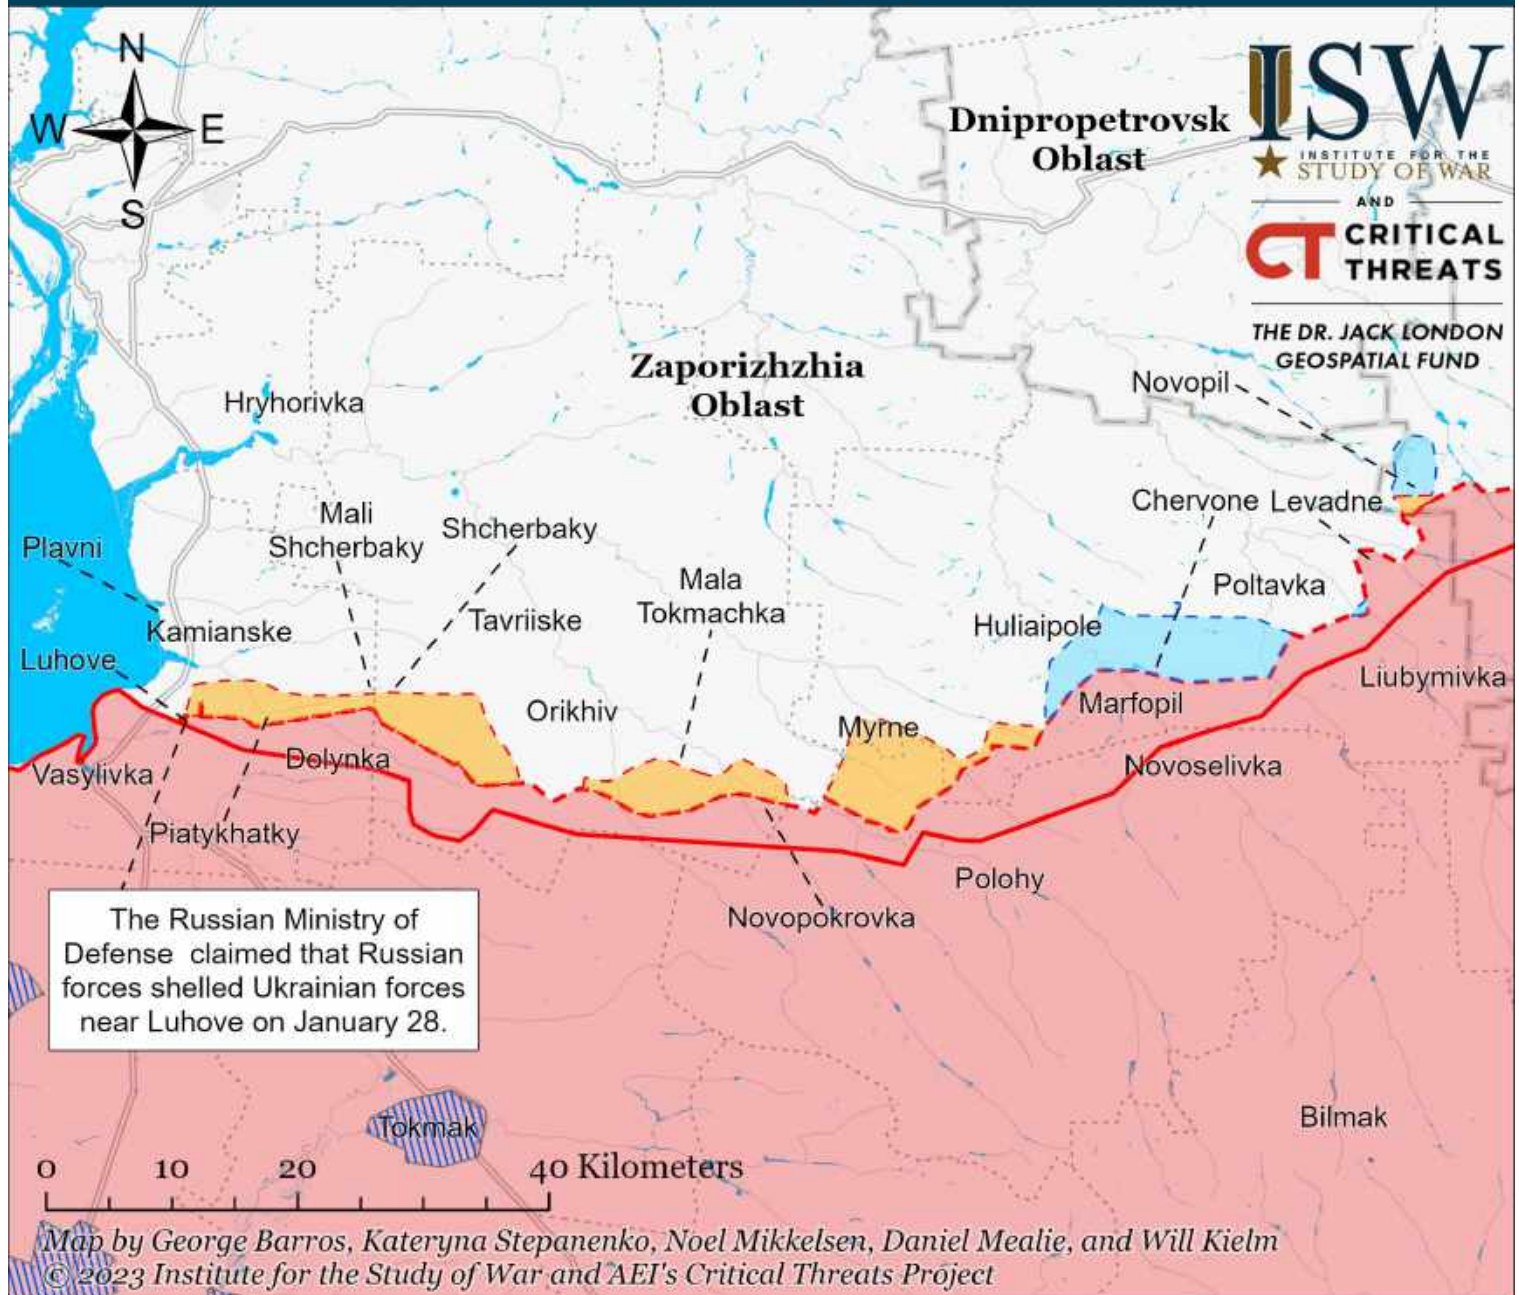 N
W
E
S
Dnipropetrovsk
Oblast
ISW
INSTITUTE FOR THE
STUDY OF WAR
AND
CT CRITICAL
THREATS
THE DR. JACK LONDON
GEOSPATIAL FUND
Zaporizhzhia
Oblast
Novopil
Hryhorivka
Chervone
Levadne
Mali
Shcherbaky
Shcherbaky
Plavni
Mala
Tokmachka
Poltavka
Tavriiske
Huliaipole
Kamianske
Luhove
Liubymivka
Marfopil
Orikhiv
Myrne
Dolynka
Novoselivka
Vasylivka
Piatykhatky
Polohy
Novopokrovka
The Russian Ministry of
Defense claimed that Russian
forces shelled Ukrainian forces
near Luhove on January 28.
Bilmak
Tokmak
0 10 20 40 Kilometers
Map by George Barros, Kateryna Stepanenko, Noel Mikkelsen, Daniel Mealie, and Will Kielm
© 2023 Institute for the Study of War and AEI's Critical Threats Project